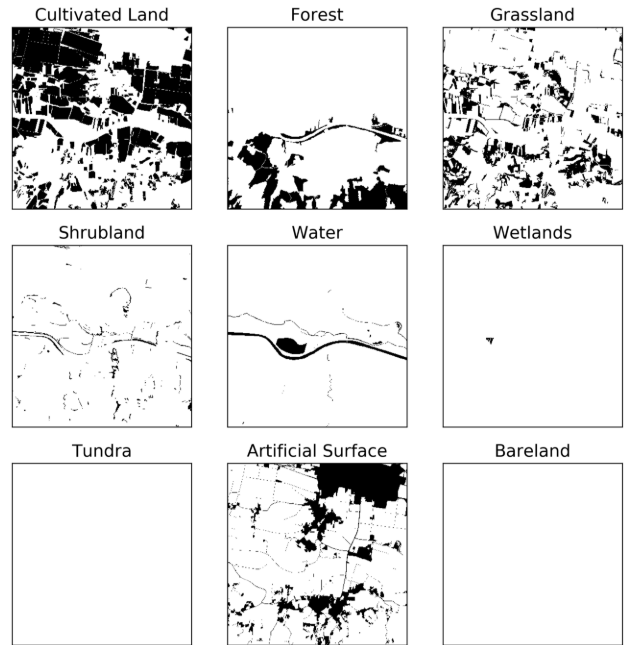 Cultivated Land
Forest
Grassland
Shrubland
Water
Wetlands
Tundra
Artificial Surface
Bareland